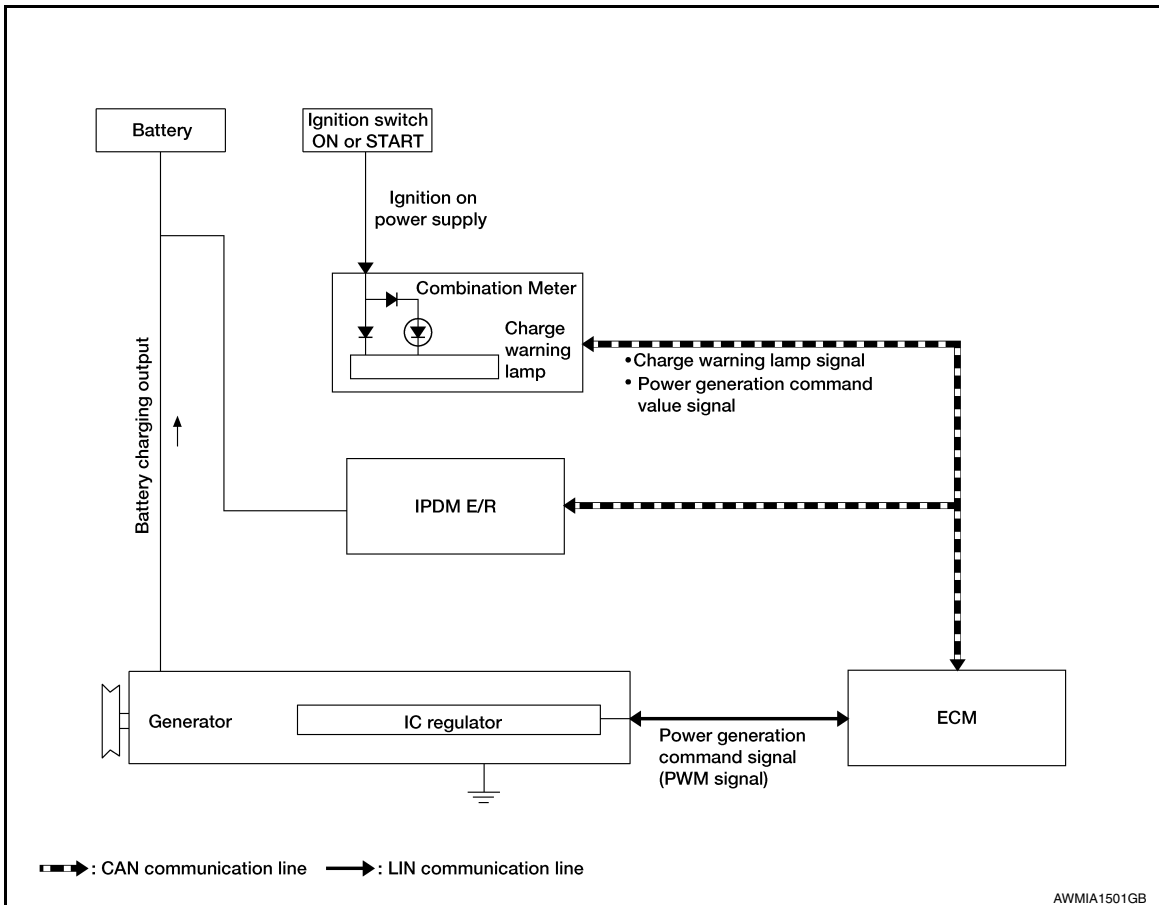 Battery
Ignition switch
ON or START
Ignition on
power supply
Combination Meter
Charge
warning
lamp
•Charge warning lamp signal
• Power generation command
value signal
Battery charging output
IPDM E/R
Generator
IC regulator
Power generation
command signal
(PWM signal)
ECM
: CAN communication line
: LIN communication line
AWMIA1501GB